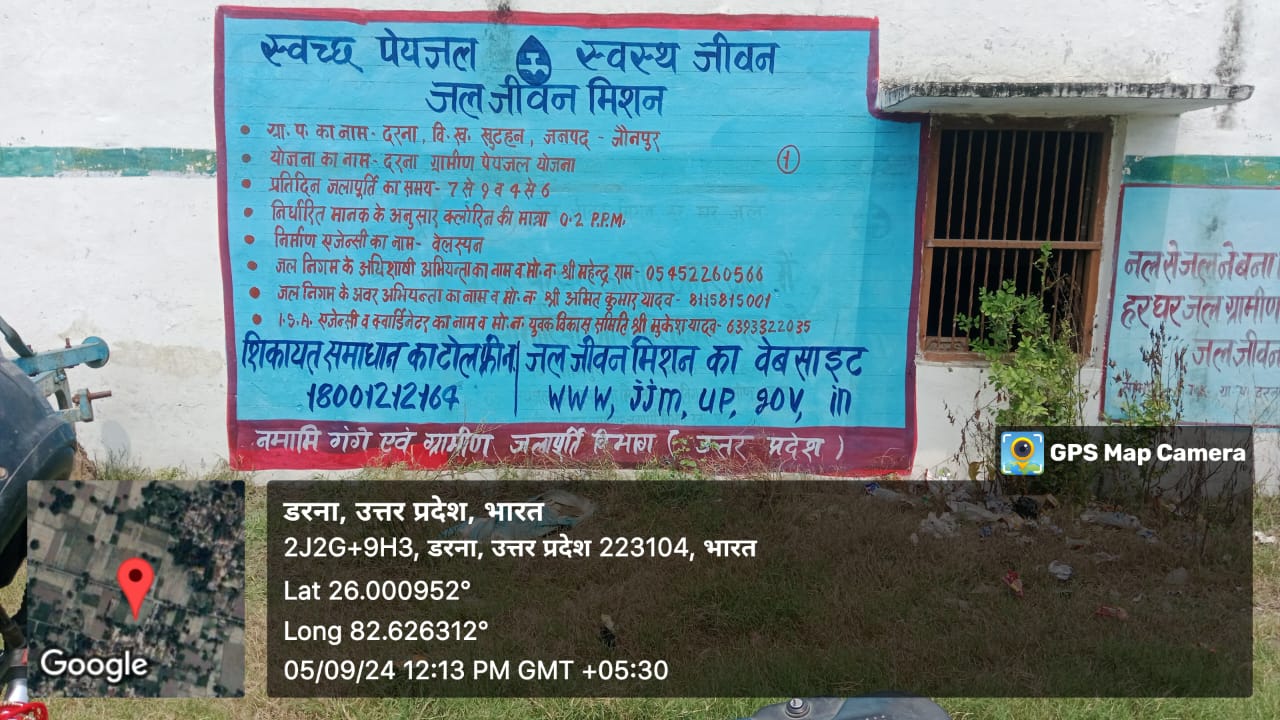 स्वच्छ पेयजल स्वस्थ जीवन
जल जीवन मिशन
ग्रा. प. का नाम- दरना, वि. ख. खुटहन, जनपद - जौनपुर
योजना का नाम- दरना ग्रामीण पेयजल योजना
1
प्रतिदिन जलापूर्ति का समय- 7 से 9 व 4 से 6
निर्धारित मानक के अनुसार क्लोरिन की मात्रा 0.2 P.P.M.
निर्माण एजेन्सी का नाम- वेलस्पन
जल निगम के अधिशाषी अभियन्ता का नाम व मो. न. श्री महेन्द्र राम- 05452260566
जल निगम के अवर अभियन्ता का नाम व मो. न. श्री अमित कुमार यादव- 8115815001
I.S.A. एजेन्सी व क्वार्डिनेटर का नाम व मो. न. युवक विकास समिति श्री मुकेश यादव- 6393322035
शिकायत समाधान का टोल फ्री न.
18001212164
जल जीवन मिशन का वेब साइट
www, jjm, up, gov, in
नमामि गंगे एवं ग्रामीण जलापूर्ति विभाग ( उत्तर प्रदेश )
नल से जल ने बना
हर घर जल ग्रामीण
जल जीवन
GPS Map Camera
डरना, उत्तर प्रदेश, भारत
2J2G+9H3, डरना, उत्तर प्रदेश 223104, भारत
Lat 26.000952°
Long 82.626312°
05/09/24 12:13 PM GMT +05:30
Google